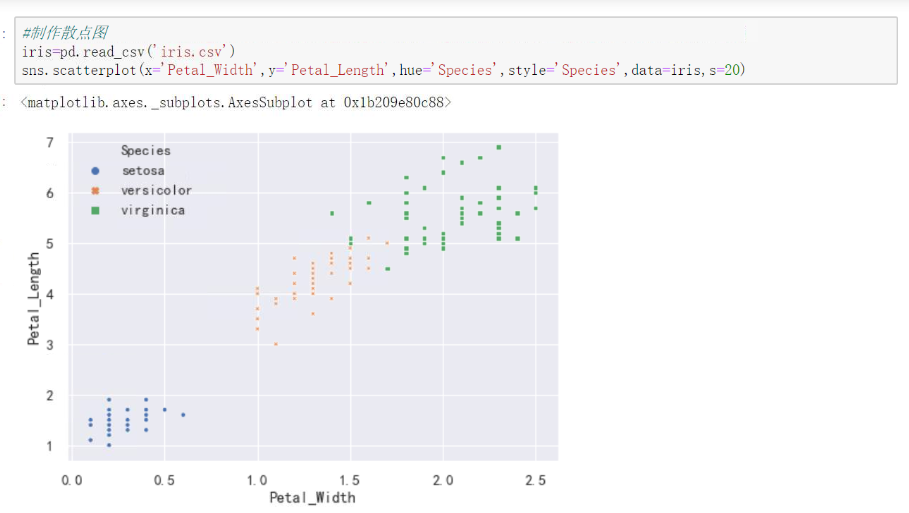 #制作散点图
iris=pd.read_csv('iris.csv')
sns.scatterplot(x='Petal_Width',y='Petal_Length',hue='Species',style='Species',data=iris,s=20)
<matplotlib.axes._subplots.AxesSubplot at 0x1b209e80c88>
Species
setosa
versicolor
virginica
7
6
5
4
3
2
1
Petal_Length
0.0 0.5 1.0 1.5 2.0 2.5
Petal_Width